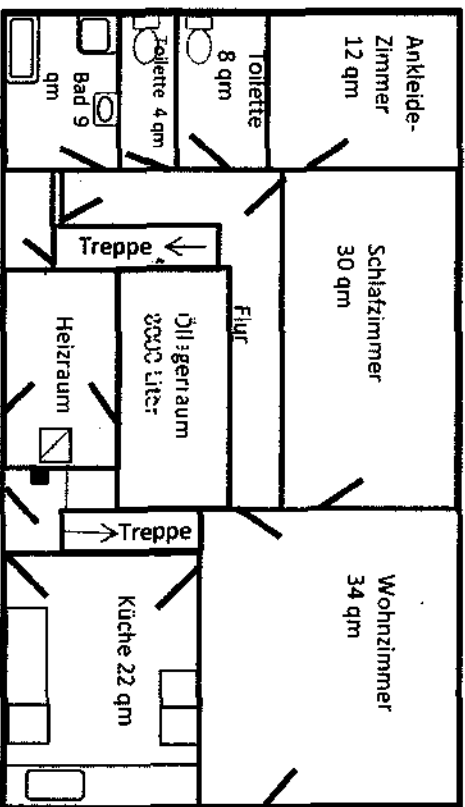 Ankleide-
Zimmer
12 qm
Toilette
8 qm
Toilette 4 qm
Bad 9
qm
Schlafzimmer
30 qm
Treppe
Flur
Öllagerraum
8000 Liter
Heizraum
Treppe
Wohnzimmer
34 qm
Küche 22 qm